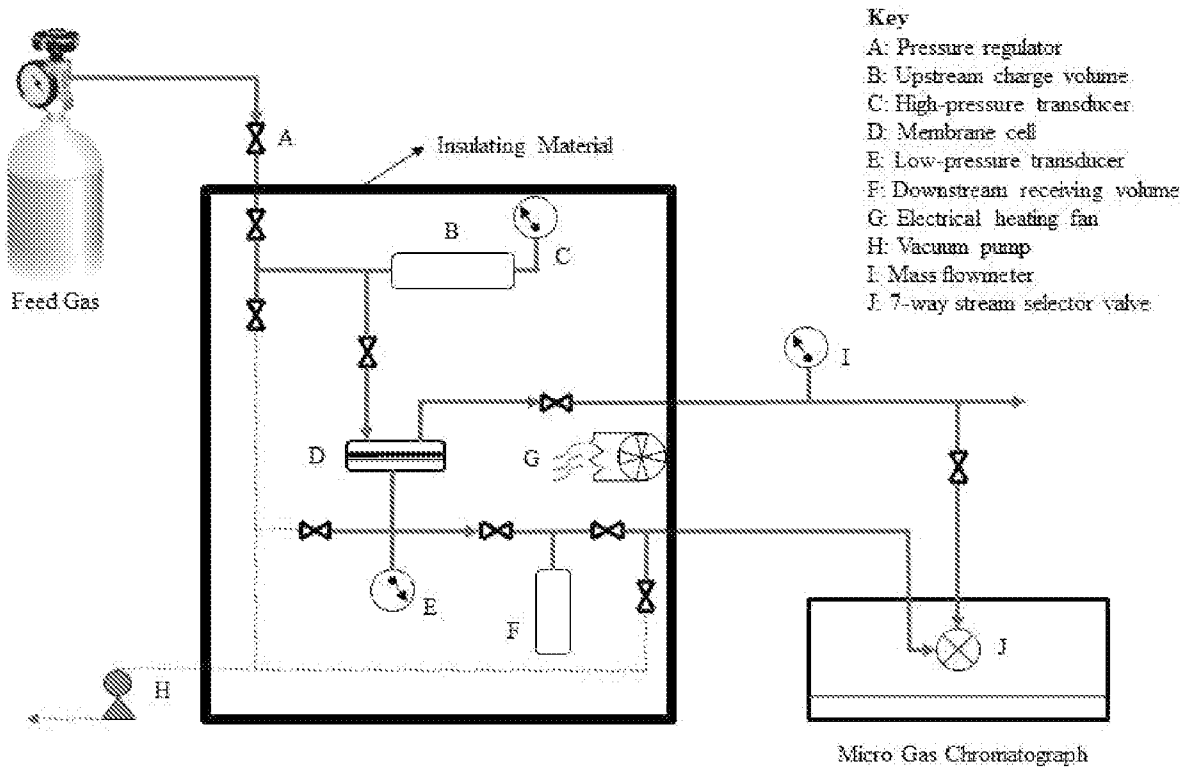 Key
A: Pressure regulator
B: Upstream charge volume
C: High-pressure transducer
D: Membrane cell
E: Low-pressure transducer
F: Downstream receiving volume
G: Electrical heating fan
H: Vacuum pump
I: Mass flowmeter
J: 7-way stream selector valve
A
Insulating Material
B
C
Feed Gas
I
D
G
E
F
J
H
Micro Gas Chromatograph